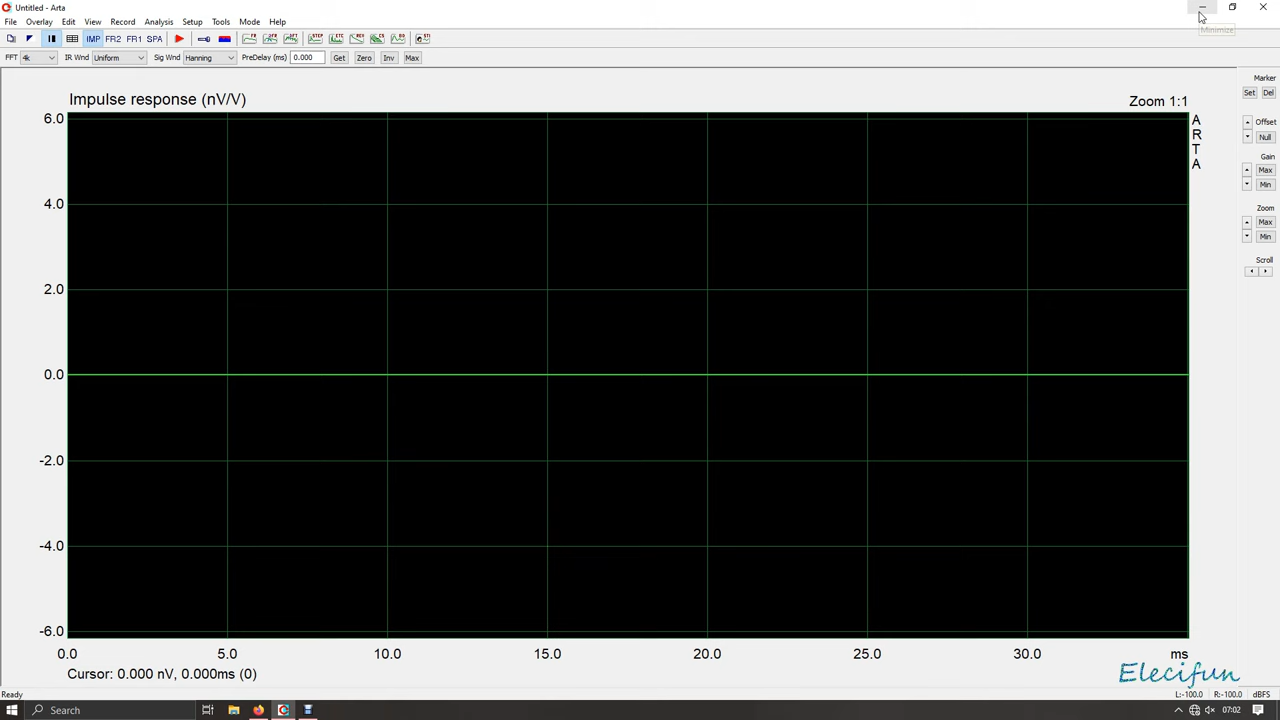 Untitled - Arta
File Overlay Edit View Record Analysis Setup Tools Mode Help
Minimize
IMP FR2 FR1 SPA
FFT 4k IR Wnd Uniform Sig Wnd Hanning PreDelay (ms) 0.000 Get Zero Inv Max
Impulse response (nV/V)
Zoom 1:1
6.0
4.0
2.0
0.0
-2.0
-4.0
-6.0
0.0 5.0 10.0 15.0 20.0 25.0 30.0 ms
Cursor: 0.000 nV, 0.000ms (0)
A
R
T
A
Marker
Set Del
Offset
Null
Gain
Max
Min
Zoom
Max
Min
Scroll
Elecifun
Ready
L:-100.0 R:-100.0 dBFS
Search
07:02